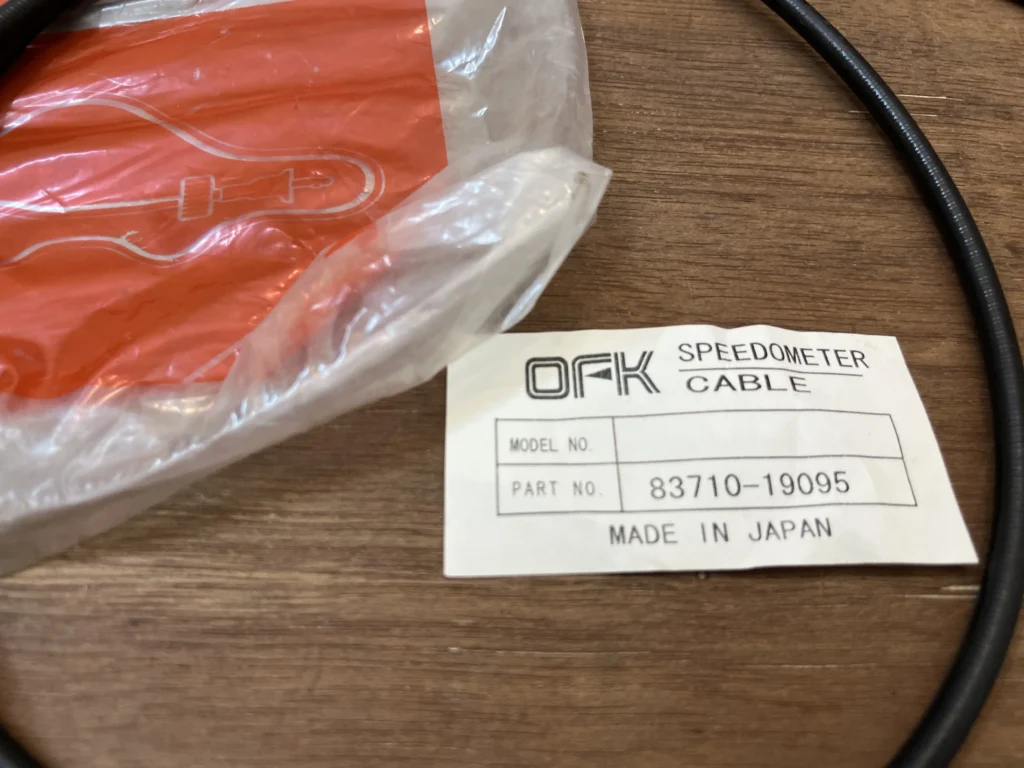 OFK SPEEDOMETER
CABLE
MODEL NO.
PART NO. 83710-19095
MADE IN JAPAN